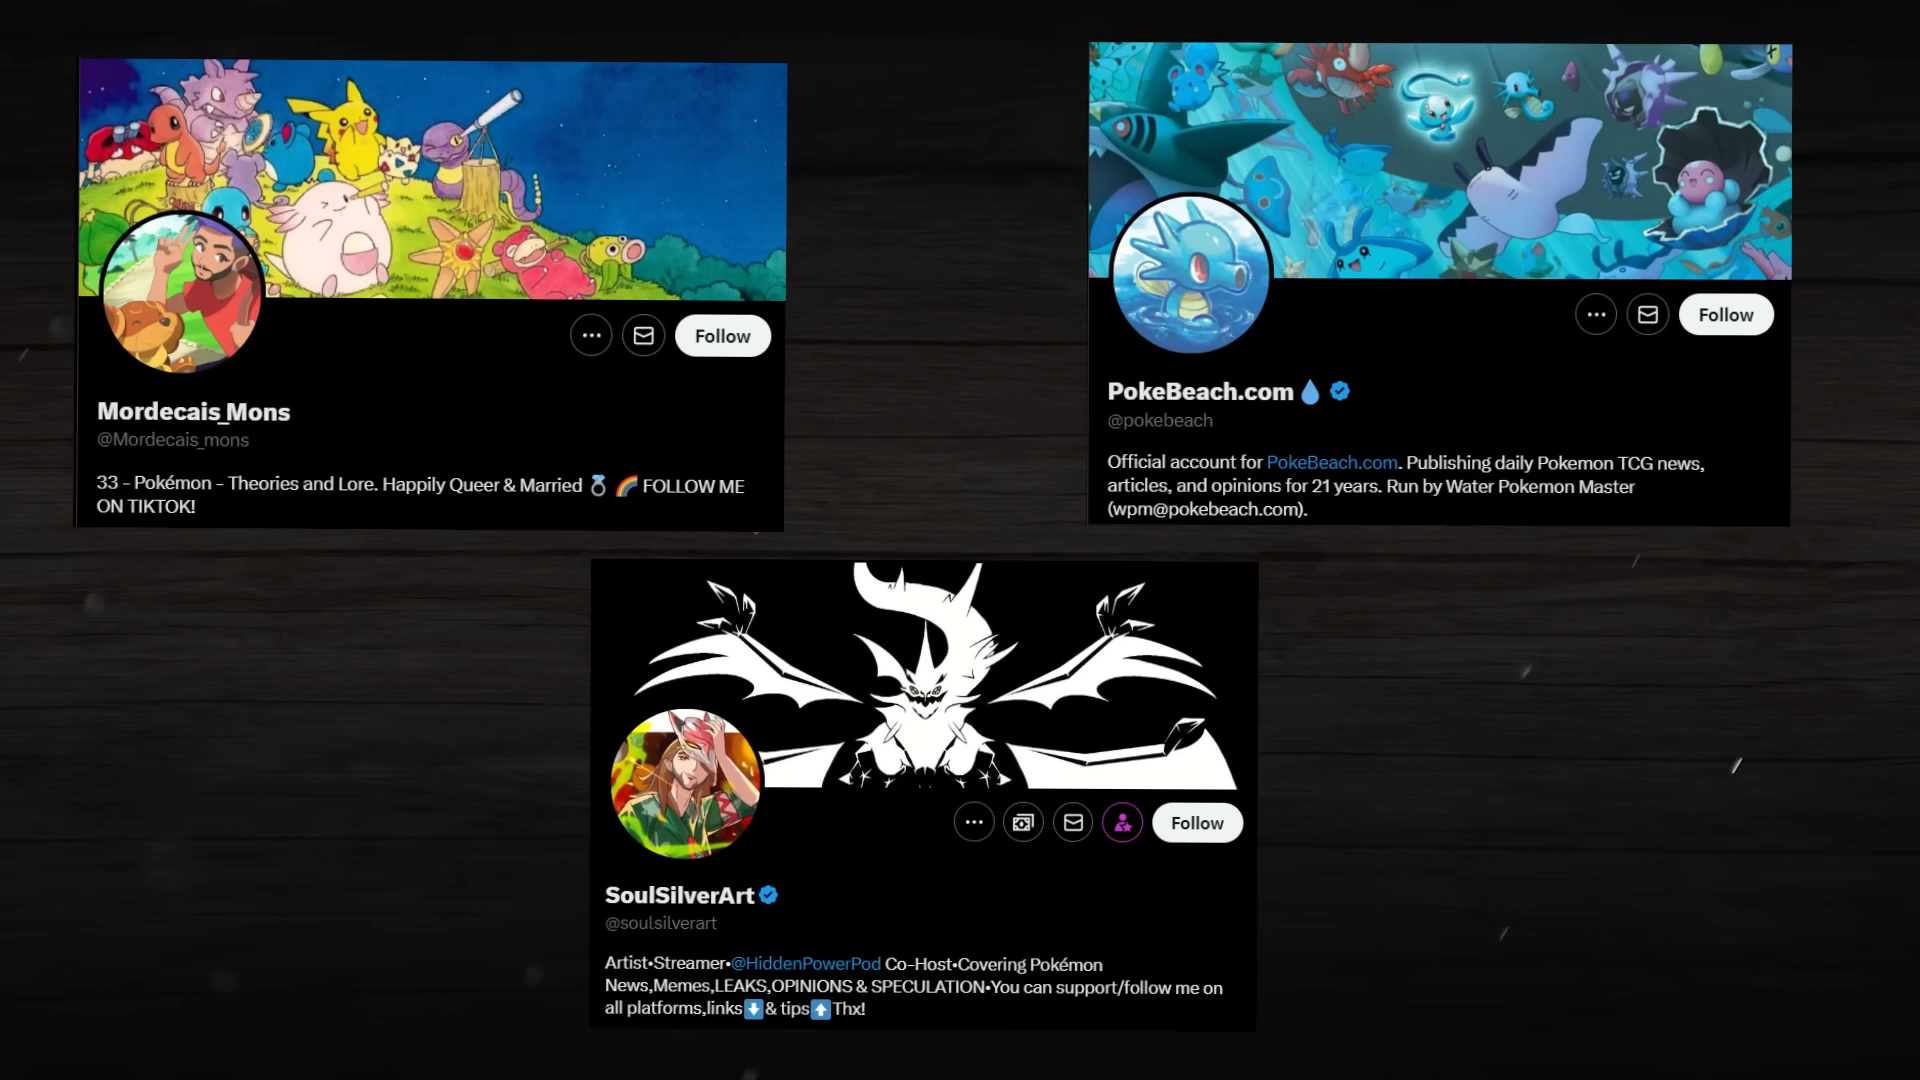 Follow
Mordecais_Mons
@Mordecais_mons
33 - Pokémon - Theories and Lore. Happily Queer & Married 💍 🌈 FOLLOW ME
ON TIKTOK!
Follow
PokeBeach.com💧
@pokebeach
Official account for PokeBeach.com. Publishing daily Pokemon TCG news,
articles, and opinions for 21 years. Run by Water Pokemon Master
(wpm@pokebeach.com).
Follow
SoulSilverArt
@soulsilverart
Artist•Streamer•@HiddenPowerPod Co-Host•Covering Pokémon
News,Memes,LEAKS,OPINIONS & SPECULATION•You can support/follow me on
all platforms,links⬇️& tips⬆️Thx!